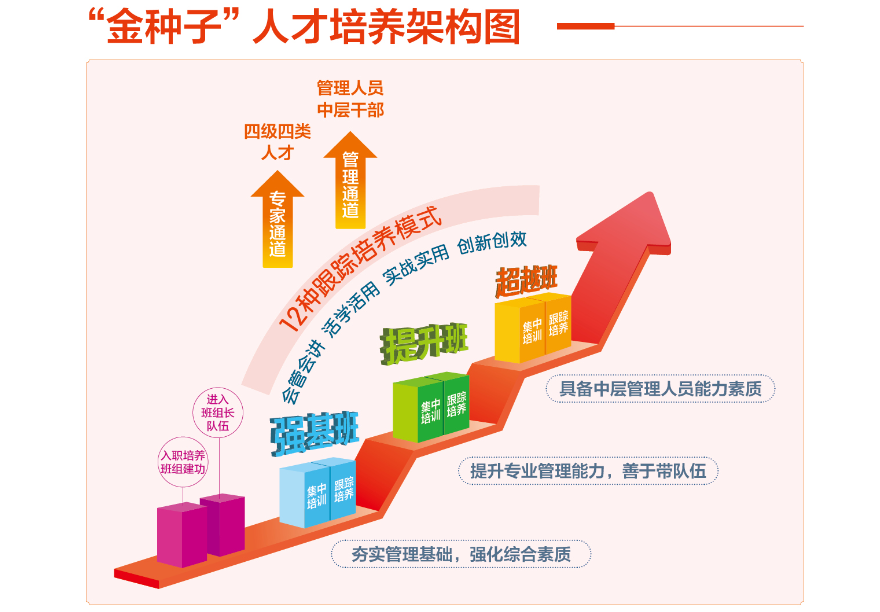 “金种子”人才培养架构图
管理人员
中层干部
四级四类
人才
管理通道
专家通道
12种跟踪培养模式
会管会讲 活学活用 实战实用 创新创效
超越班
集中
培训
跟踪
培养
提升班
集中
培训
跟踪
培养
具备中层管理人员能力素质
进入
班组长
队伍
强基班
入职培养
班组建功
集中
培训
跟踪
培养
提升专业管理能力，善于带队伍
夯实管理基础，强化综合素质